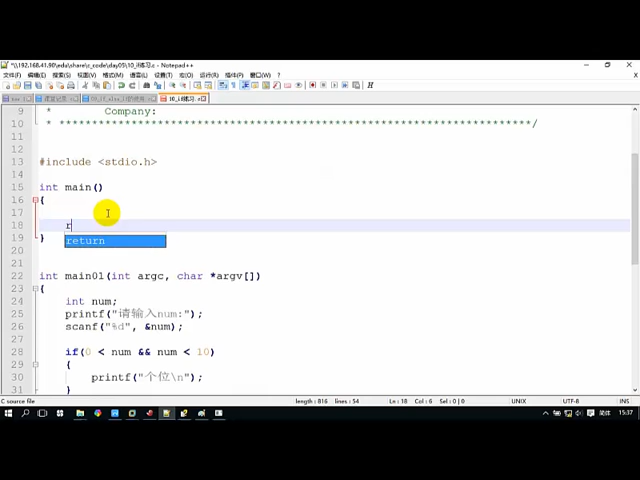 *\\192.168.41.90\edu\share\c_code\day05\10_if练习.c - Notepad++
文件(F) 编辑(E) 搜索(S) 视图(V) 格式(M) 语言(L) 设置(T) 宏(O) 运行(R) 插件(P) 窗口(W) ?
10_if练习.c
9 * Company:
10 * *************************************************************************/
11
12
13 #include <stdio.h>
14
15 int main()
16 {
17
18 r
return
19 }
20
21
22 int main01(int argc, char *argv[])
23 {
24 int num;
25 printf("请输入num:");
26 scanf("%d", &num);
27
28 if(0 < num && num < 10)
29 {
30 printf("个位\n");
31 }
C source file length : 816 lines : 54 Ln : 18 Col : 6 Sel : 0 | 0 UNIX UTF-8 INS
简体 15:37